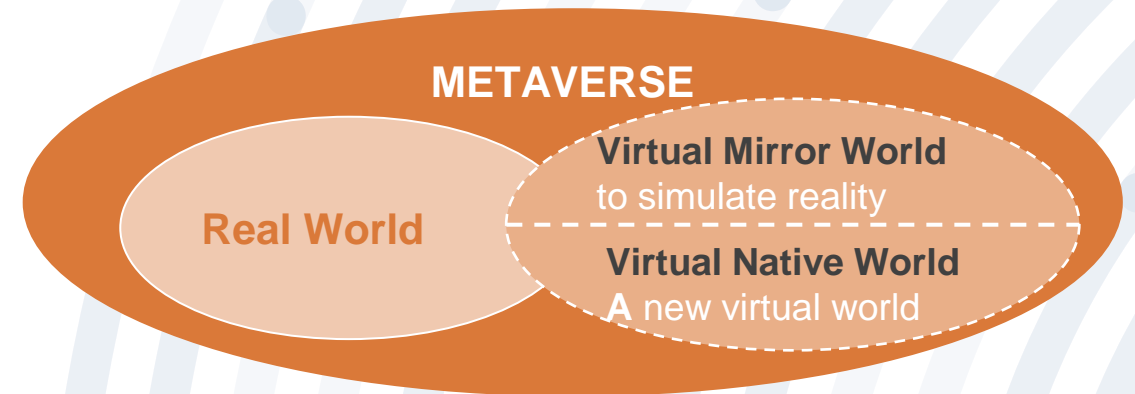 METAVERSE
Real World
Virtual Mirror World
to simulate reality
Virtual Native World
A new virtual world